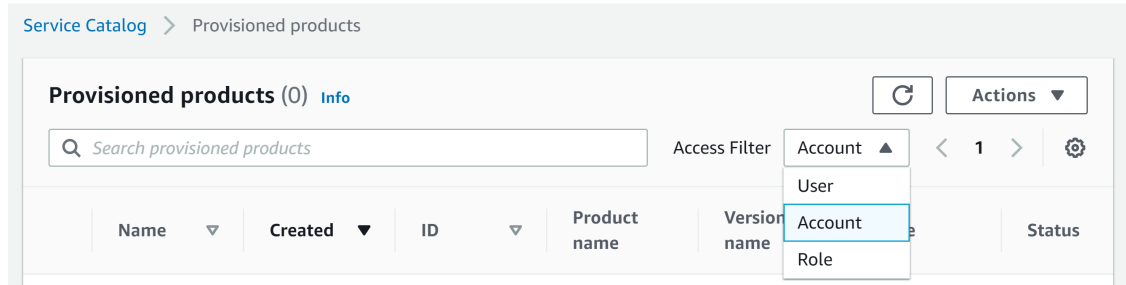 Service Catalog > Provisioned products
Provisioned products (0) Info
Actions
Search provisioned products
Access Filter Account 1
User
Account
Role
Name Created ID Product name Version name Status